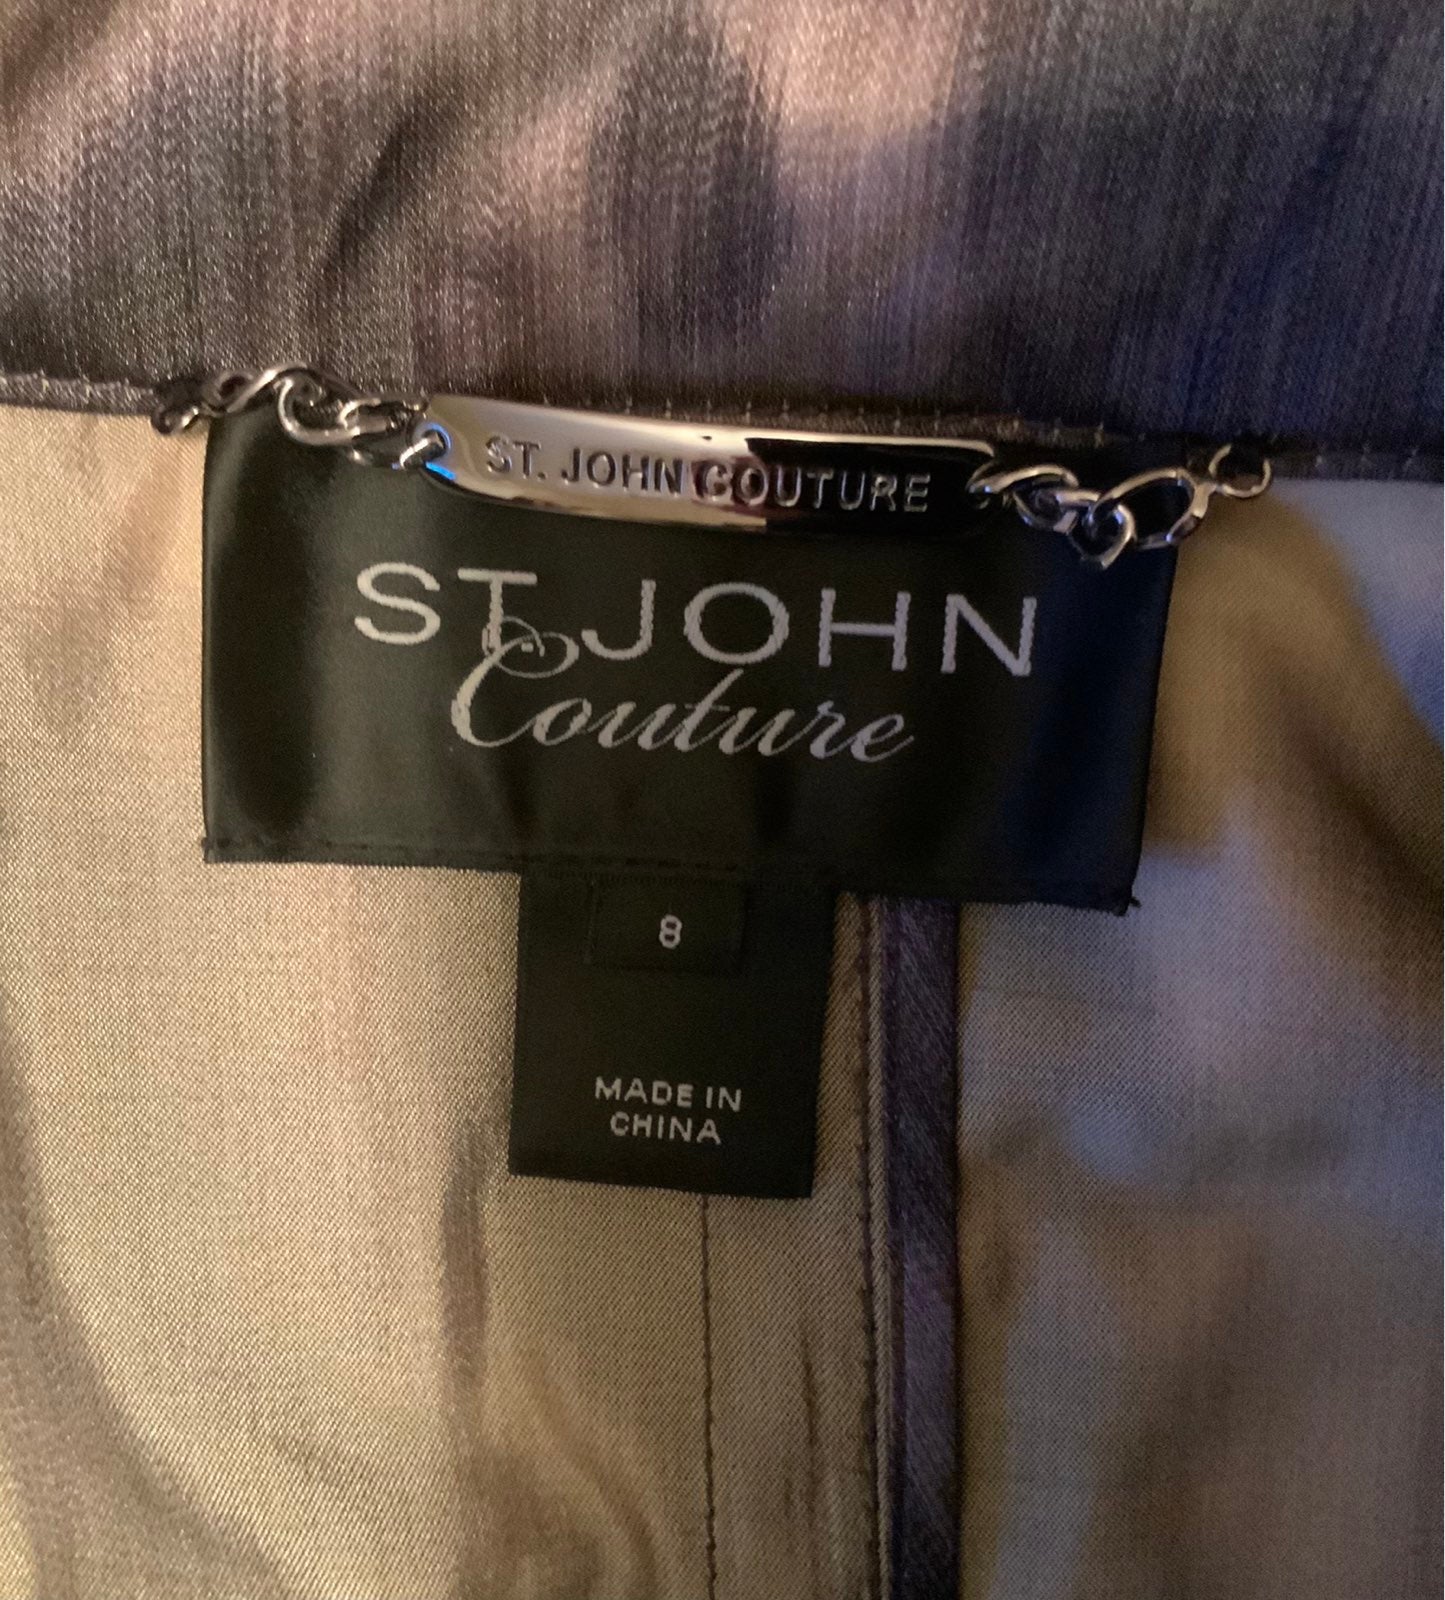 ST. JOHN COUTURE
ST. JOHN
Couture
8
MADE IN
CHINA